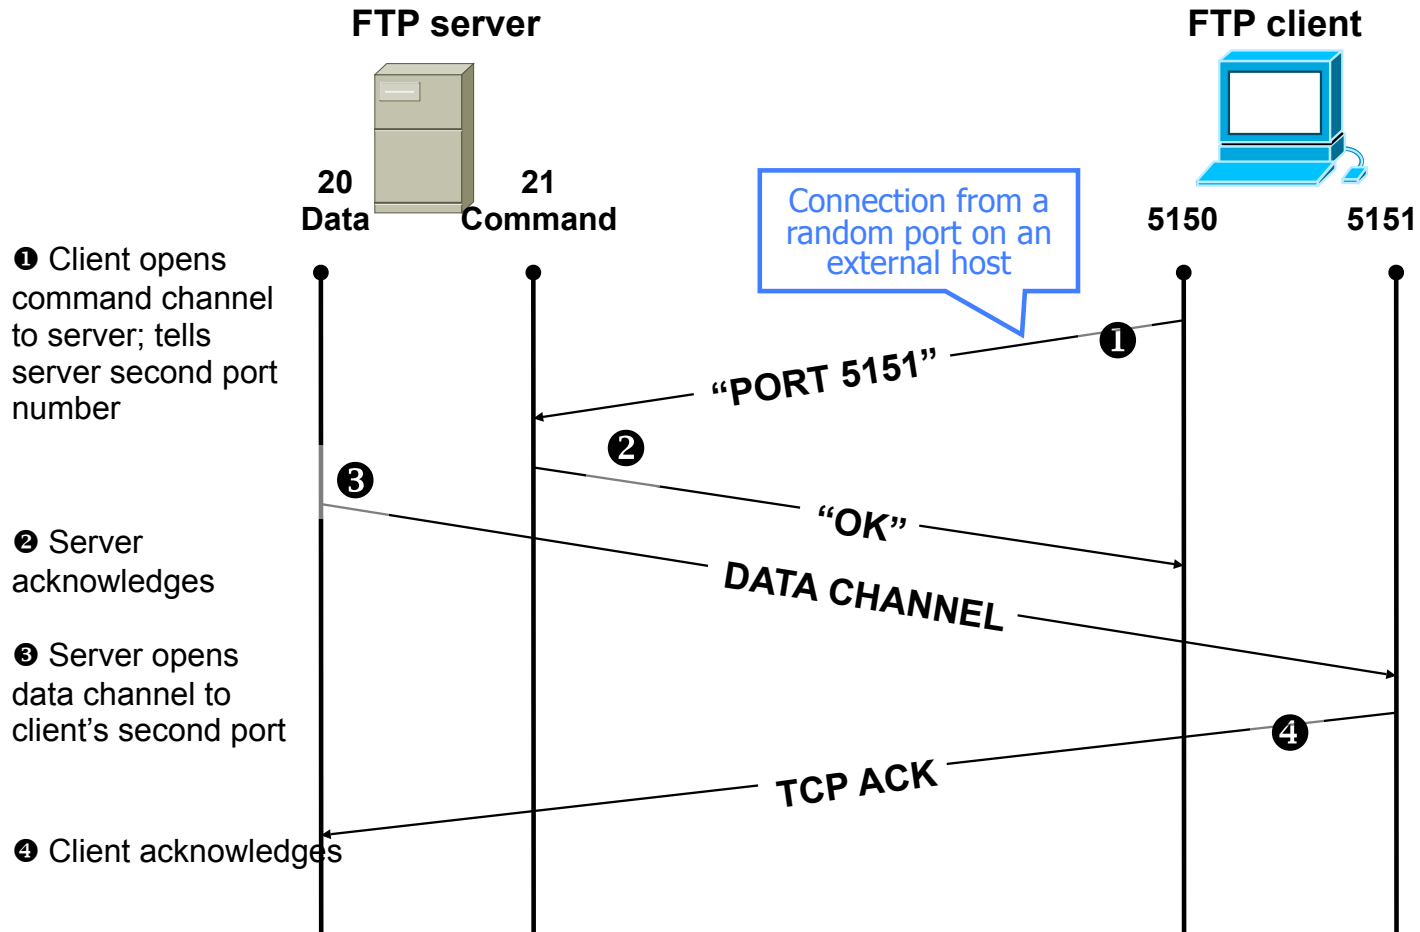 FTP server
FTP client
20
Data
21
Command
Connection from a
random port on an
external host
5150
5151
❶ Client opens
command channel
to server; tells
server second port
number
❶
“PORT 5151”
❷
❸
“OK”
❷ Server
acknowledges
DATA CHANNEL
❸ Server opens
data channel to
client’s second port
❹
TCP ACK
❹ Client acknowledges